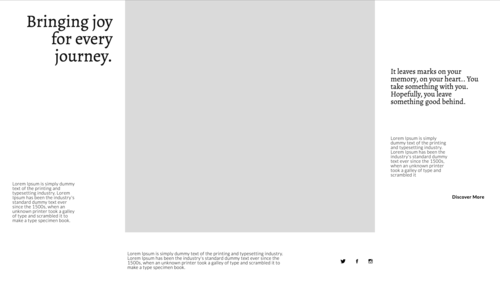 Bringing joy
for every
journey.
It leaves marks on your
memory, on your heart.. You
take something with you.
Hopefully, you leave
something good behind.
Lorem Ipsum is simply
dummy text of the printing
and typesetting industry.
Lorem Ipsum has been the
industry's standard dummy
text ever since the 1500s,
when an unknown printer
took a galley of type and
scrambled it
Lorem Ipsum is simply dummy
text of the printing and
typesetting industry. Lorem
Ipsum has been the industry's
standard dummy text ever
since the 1500s, when an
unknown printer took a galley
of type and scrambled it to
make a type specimen book.
Discover More
Lorem Ipsum is simply dummy text of the printing and typesetting industry.
Lorem Ipsum has been the industry's standard dummy text ever since the
1500s, when an unknown printer took a galley of type and scrambled it to
make a type specimen book.